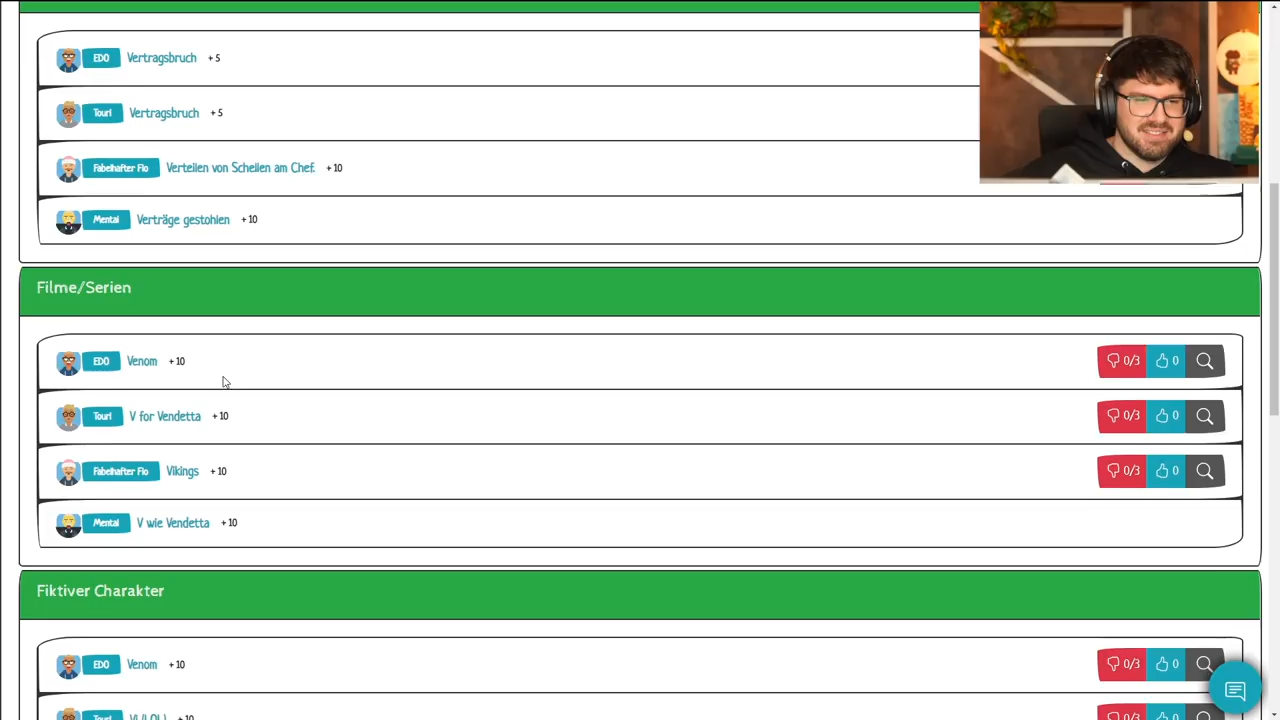 EDO Vertragsbruch +5
Touri Vertragsbruch +5
Fabelhafter Flo Verteilen von Schellen am Chef. +10
Mental Verträge gestohlen +10
Filme/Serien
EDO Venom +10 0/3 0
Touri V for Vendetta +10 0/3 0
Fabelhafter Flo Vikings +10 0/3 0
Mental V wie Vendetta +10
Fiktiver Charakter
EDO Venom +10 0/3 0